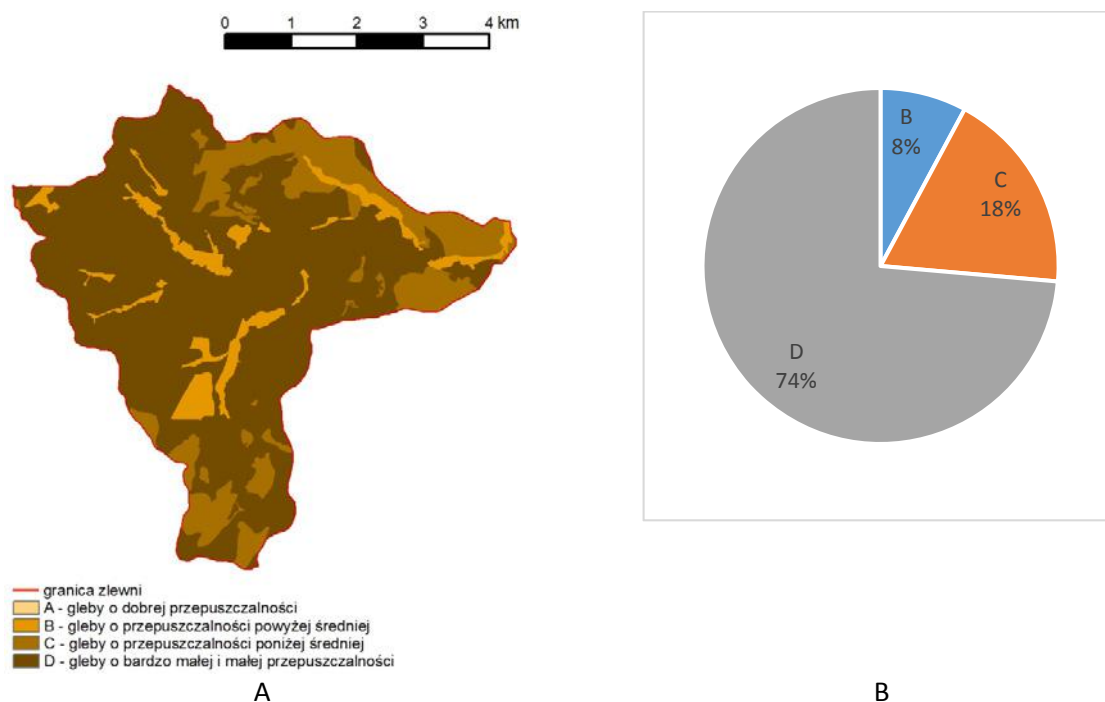 0 1 2 3 4 km
B
8%
C
18%
D
74%
granica zlewni
A - gleby o dobrej przepuszczalności
B - gleby o przepuszczalności powyżej średniej
C - gleby o przepuszczalności poniżej średniej
D - gleby o bardzo małej i małej przepuszczalności
A
B